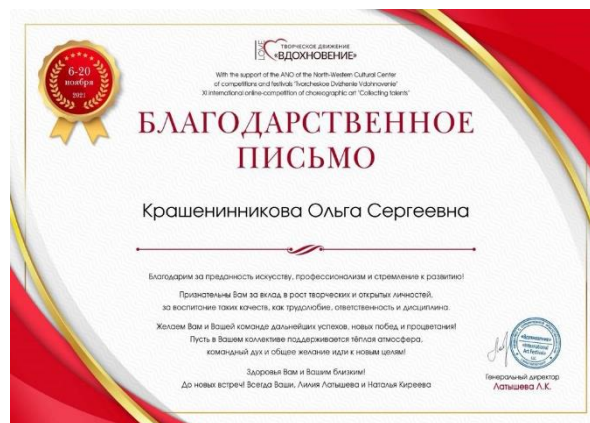 6-20
ноября
2021
LOVE
ТВОРЧЕСКОЕ ДВИЖЕНИЕ
«ВДОХНОВЕНИЕ»
With the support of the ANO of the North-Western Cultural Center
of competitions and festivals "Tvorcheskoe Dvizhenie Vdohnovenie"
XI international online-competition of choreographic art "Collecting talents"
БЛАГОДАРСТВЕННОЕ
ПИСЬМО
Крашенинникова Ольга Сергеевна
Благодарим за преданность искусству, профессионализм и стремление к развитию!
Признательны Вам за вклад в рост творческих и открытых личностей,
за воспитание таких качеств, как трудолюбие, ответственность и дисциплина.
Желаем Вам и Вашей команде дальнейших успехов, новых побед и процветания!
Пусть в Вашем коллективе поддерживается тёплая атмосфера,
командный дух и общее желание идти к новым целям!
Здоровья Вам и Вашим близким!
До новых встреч! Всегда Ваши, Лилия Латышева и Наталья Киреева
«Вдохновение»
«International
Art Festival»
Генеральный директор
Латышева Л.К.